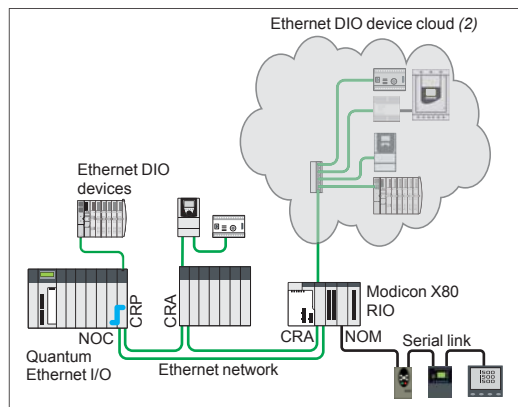 Ethernet DIO device cloud (2)
Ethernet DIO
devices
CRP
CRA
Modicon X80
RIO
NOC
CRA
NOM
Quantum
Ethernet I/O
Ethernet network
Serial link